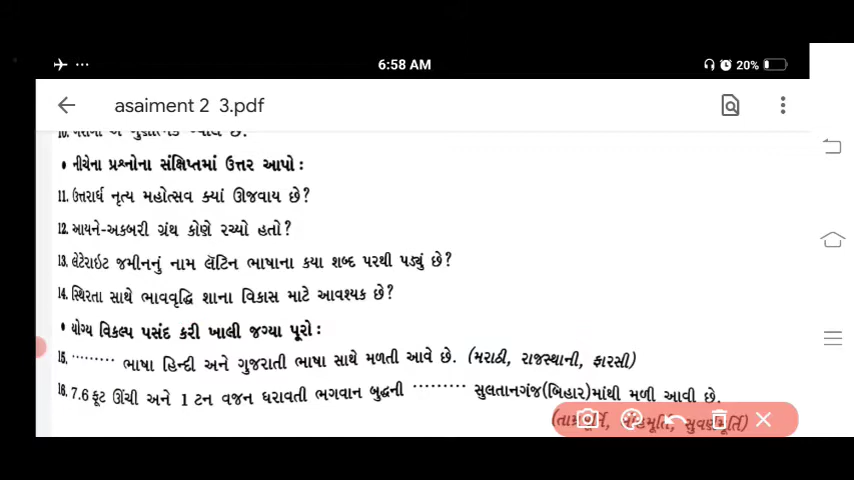 6:58 AM
20%
asaiment 2 3.pdf
• નીચેના પ્રશ્નોના સંક્ષિપ્તમાં ઉત્તર આપો :
11. ઉત્તરાર્ધ નૃત્ય મહોત્સવ ક્યાં ઊજવાય છે?
12. આયને-અકબરી ગ્રંથ કોણે રચ્યો હતો?
13. લેટેરાઇટ જમીનનું નામ લૅટિન ભાષાના કયા શબ્દ પરથી પડ્યું છે?
14. સ્થિરતા સાથે ભાવવૃદ્ધિ શાના વિકાસ માટે આવશ્યક છે?
• યોગ્ય વિકલ્પ પસંદ કરી ખાલી જગ્યા પૂરો :
15. ········· ભાષા હિન્દી અને ગુજરાતી ભાષા સાથે મળતી આવે છે. (મરાઠી, રાજસ્થાની, ફારસી)
16. 7.6 ફૂટ ઊંચી અને 1 ટન વજન ધરાવતી ભગવાન બુદ્ધની ········· સુલતાનગંજ(બિહાર)માંથી મળી આવી છે.
(તામ્રમૂર્તિ, સુવર્ણમૂર્તિ)